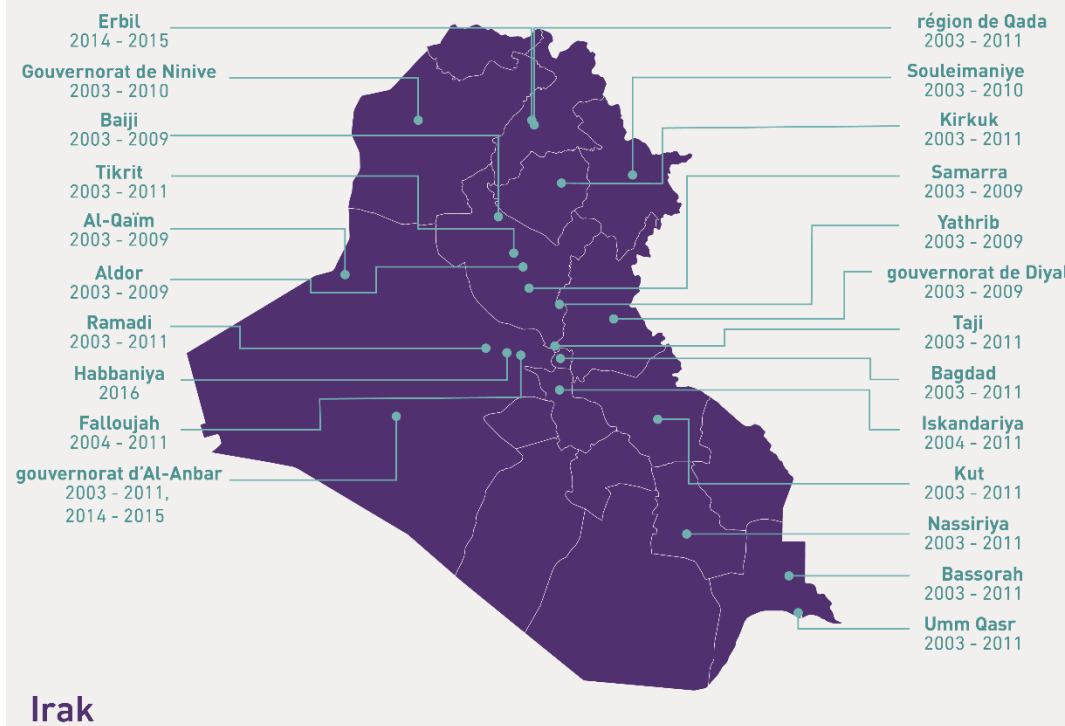 Erbil
2014 - 2015
Gouvernorat de Ninive
2003 - 2010
Baiji
2003 - 2009
Tikrit
2003 - 2011
Al-Qaïm
2003 - 2009
Aldor
2003 - 2009
Ramadi
2003 - 2011
Habbaniya
2016
Falloujah
2004 - 2011
gouvernorat d'Al-Anbar
2003 - 2011,
2014 - 2015
région de Qada
2003 - 2011
Souleimaniye
2003 - 2010
Kirkuk
2003 - 2011
Samarra
2003 - 2009
Yathrib
2003 - 2009
gouvernorat de Diyal
2003 - 2009
Taji
2003 - 2011
Bagdad
2003 - 2011
Iskandariya
2004 - 2011
Kut
2003 - 2011
Nassiriya
2003 - 2011
Bassorah
2003 - 2011
Umm Qasr
2003 - 2011
Irak